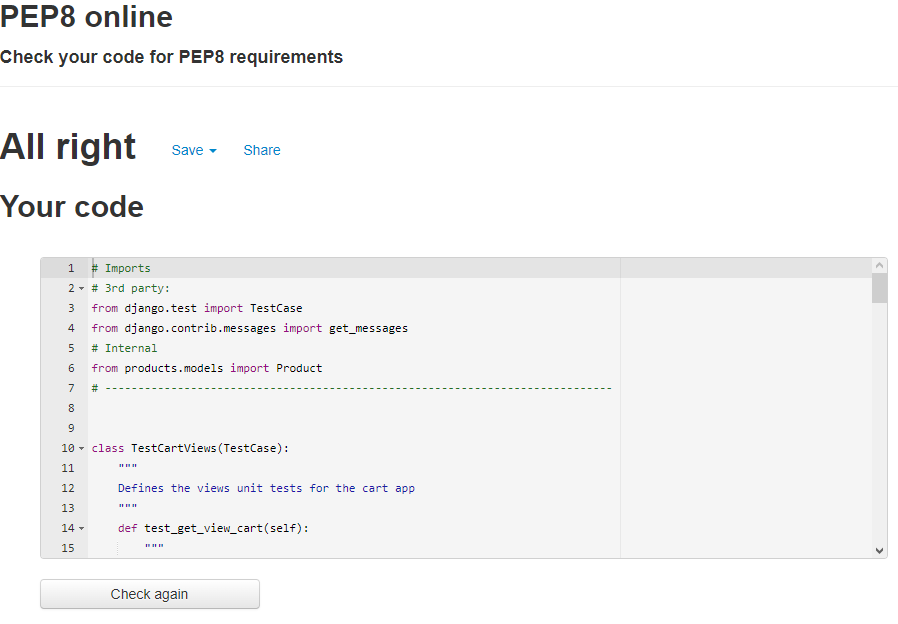 PEP8 online
Check your code for PEP8 requirements
All right Save Share
Your code
1 # Imports
2 # 3rd party:
3 from django.test import TestCase
4 from django.contrib.messages import get_messages
5 # Internal
6 from products.models import Product
7 # -----------------------------------------------------------------------------
8
9
10 class TestCartViews(TestCase):
11 """
12 Defines the views unit tests for the cart app
13 """
14 def test_get_view_cart(self):
15 """
Check again